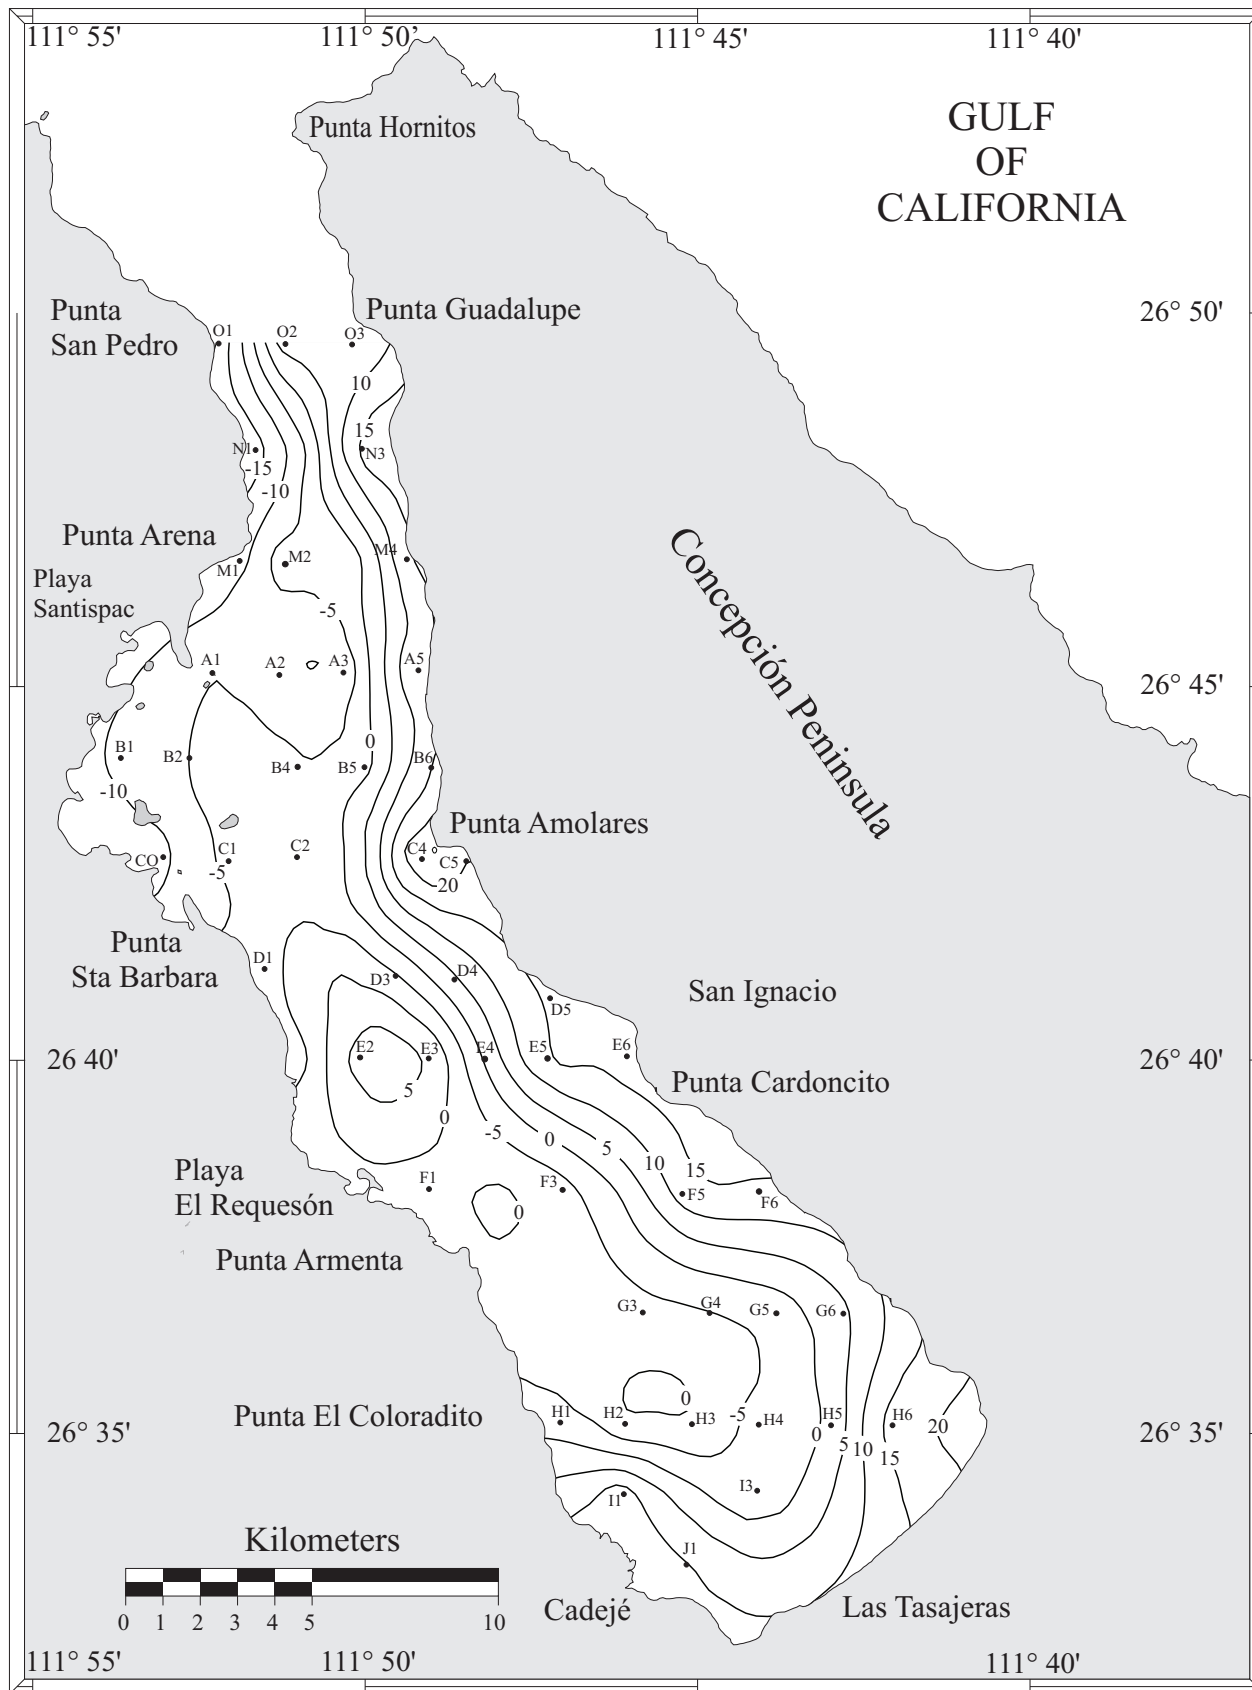 111° 55'
111° 50'
111° 45'
111° 40'
Punta Hornitos
GULF
OF
CALIFORNIA
Punta
San Pedro
Punta Guadalupe
26° 50'
O1
O2
O3
10
15
N1
N3
-15
-10
Punta Arena
M1
M2
M4
Playa
Santispac
-5
Concepción Peninsula
A1
A2
A3
A5
26° 45'
0
B1
B2
B4
B5
B6
-10
Punta Amolares
CO
C1
C2
C4
C5
-5
20
Punta
Sta Barbara
D1
D3
D4
D5
San Ignacio
26 40'
E2
E3
E4
E5
E6
26° 40'
Punta Cardoncito
5
0
-5
0
5
10
15
Playa
El Requesón
F1
F3
F5
F6
0
Punta Armenta
G3
G4
G5
G6
0
Punta El Coloradito
H1
H2
H3
-5
H4
H5
H6
20
26° 35'
0
5
10
15
26° 35'
I1
I3
Kilometers
J1
0 1 2 3 4 5 10
Cadejé
Las Tasajeras
111° 55'
111° 50'
111° 40'